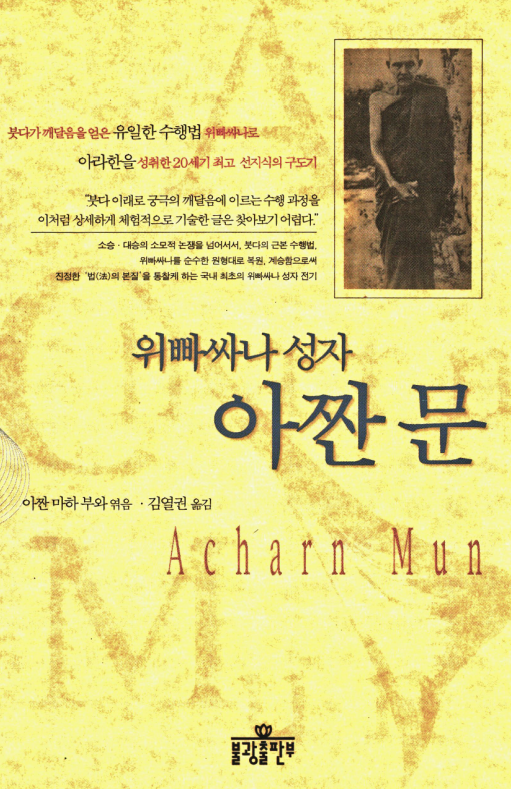 붓다가 깨달음을 얻은 유일한 수행법 위빠싸나로
아라한을 성취한 20세기 최고 선지식의 구도기
"붓다 이래로 궁극의 깨달음에 이르는 수행 과정을
이처럼 상세하게 체험적으로 기술한 글은 찾아보기 어렵다."
소승·대승의 소모적 논쟁을 넘어서서, 붓다의 근본 수행법,
위빠싸나를 순수한 원형대로 복원, 계승함으로써
진정한 '법(法)의 본질'을 통찰케 하는 국내 최초의 위빠싸나 성자 전기
위빠싸나 성자
아짠 문
아짠 마하 부와 엮음 · 김열권 옮김
Acharn Mun
불광출판부